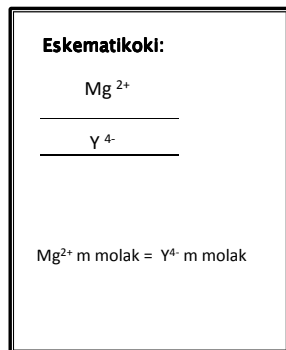 Eskematikoki:
Mg ²⁺
Y ⁴⁻
Mg²⁺ m molak = Y⁴⁻ m molak